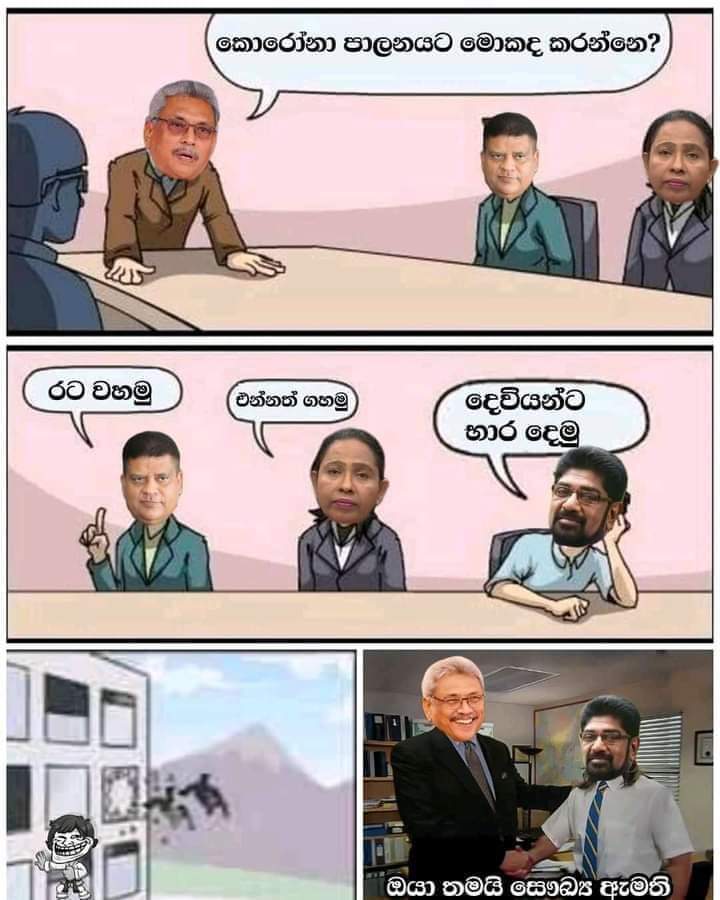 කොරෝනා පාලනයට මොකද කරන්නෙ?
රට වහමු
එන්නත් ගහමු
දෙවියන්ට
භාර දෙමු
ඔයා තමයි සෞඛ්‍ය ඇමති